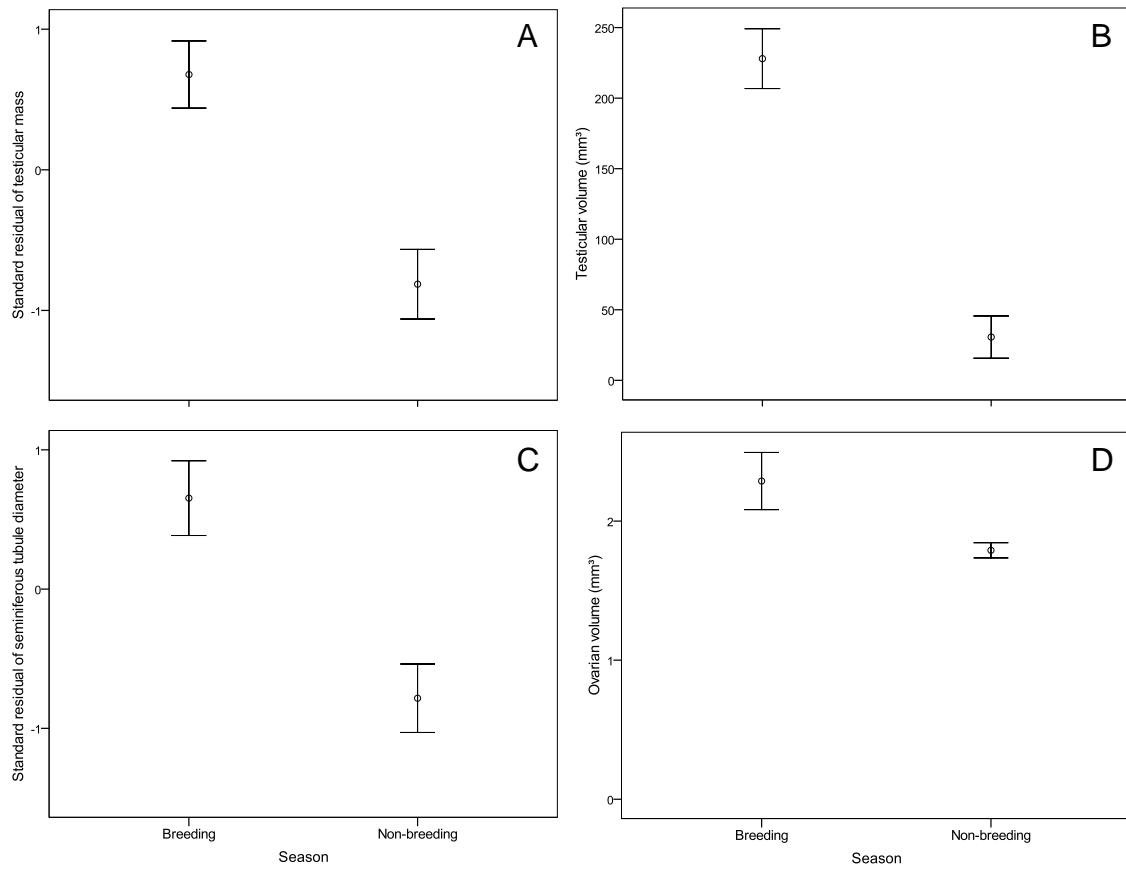 A
Standard residual of testicular mass
1
0
-1
B
Testicular volume (mm³)
250
200
150
100
50
0
C
Standard residual of seminiferous tubule diameter
1
0
-1
Breeding
Non-breeding
Season
D
Ovarian volume (mm³)
2
1
0
Breeding
Non-breeding
Season